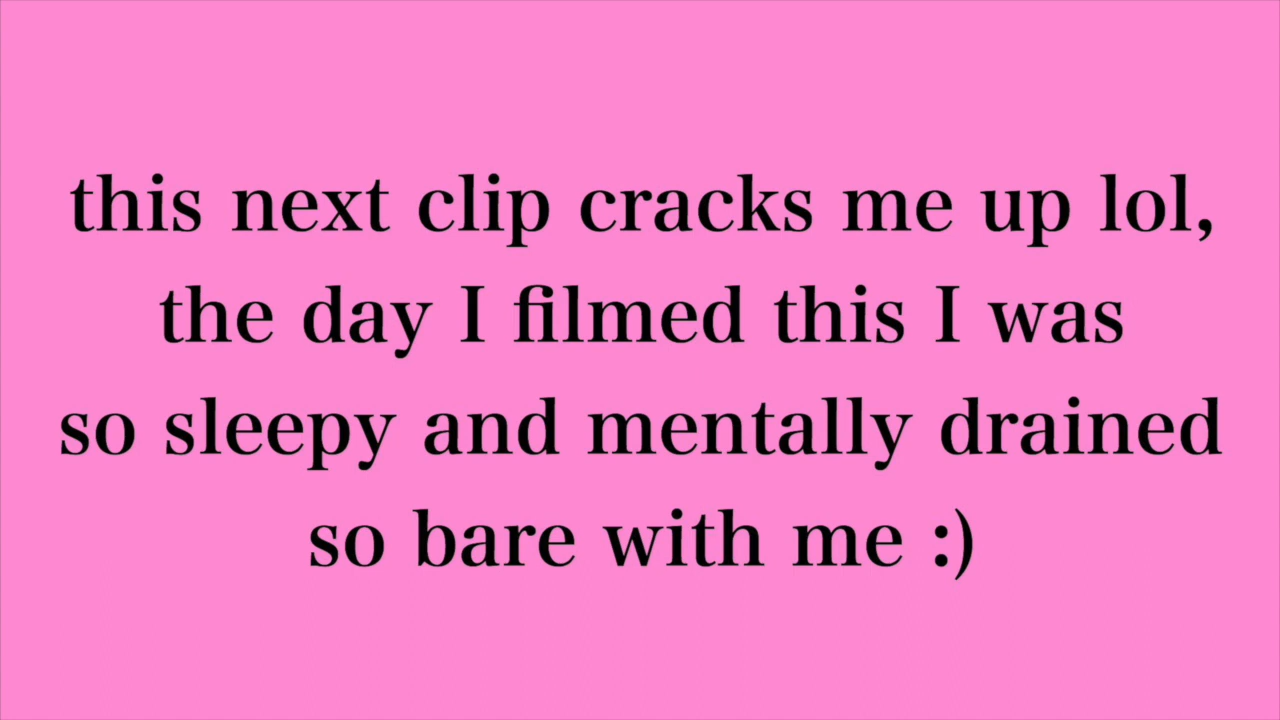 this next clip cracks me up lol,
the day I filmed this I was
so sleepy and mentally drained
so bare with me :)